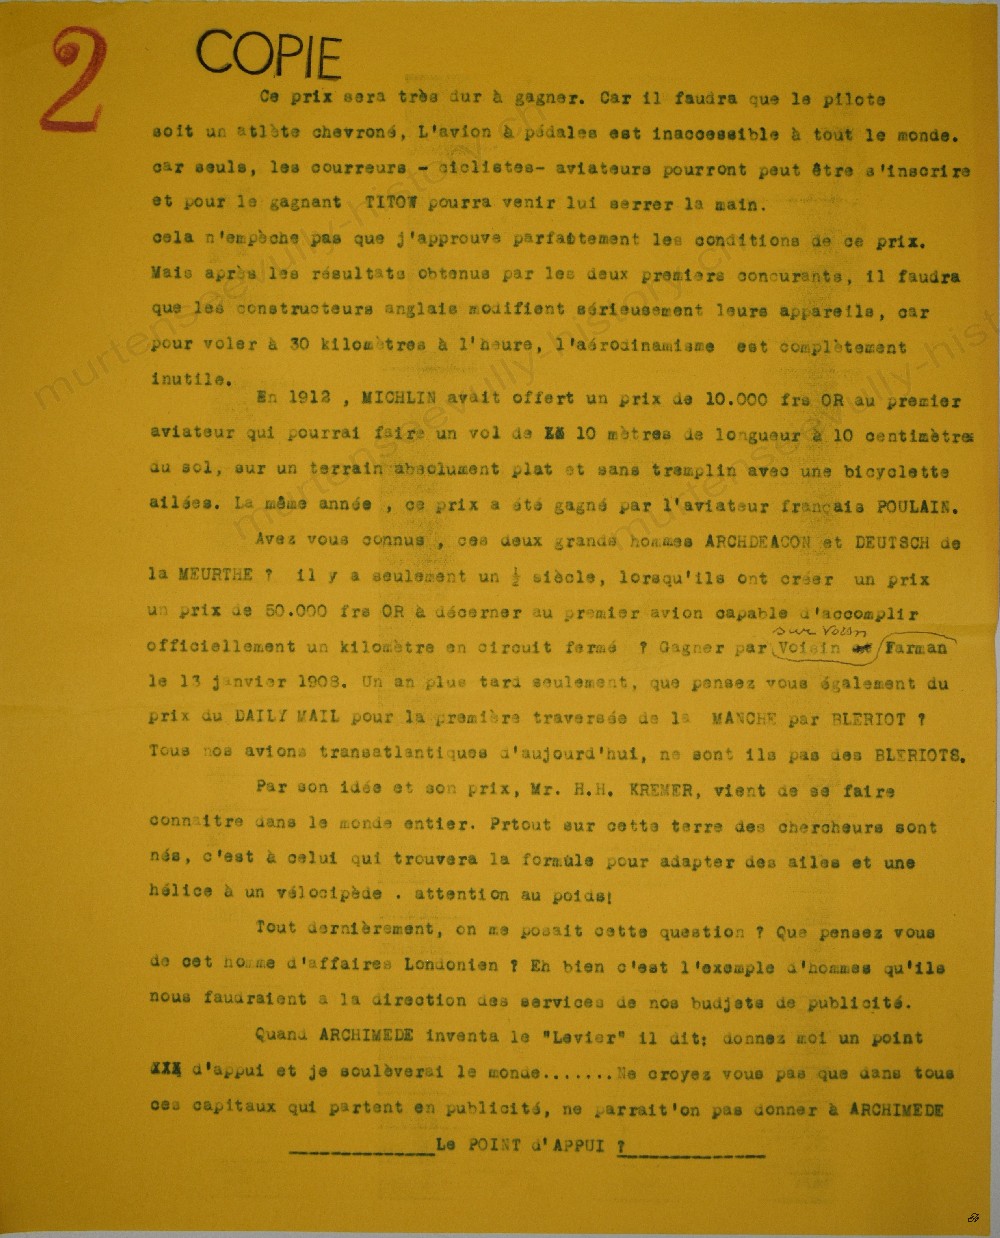 2 COPIE
Ce prix sera très dur à gagner. Car il faudra que le pilote
soit un atlète chevroné, L'avion à pédales est inaccessible à tout le monde.
car seuls, les courreurs - ciclistes- aviateurs pourront peut être s'inscrire
et pour le gagnant TITOW pourra venir lui serrer la main.
cela n'empèche pas que j'approuve parfaitement les conditions de ce prix.
Mais après les résultats obtenus par les deux premiers concurants, il faudra
que les constructeurs anglais modifient sérieusement leurs appareils, car
pour voler à 30 kilomètres à l'heure, l'aérodinamisme est complètement
inutile.
En 1912 , MICHLIN avait offert un prix de 10.000 frs OR au premier
aviateur qui pourrai faire un vol de XX 10 mètres de longueur à 10 centimètres
du sol, sur un terrain absolument plat et sans tremplin avec une bicyclette
ailées. La même année , ce prix a été gagné par l'aviateur français POULAIN.
Avez vous connus , ces deux grands hommes ARCHDEACON et DEUTSCH de
la MEURTHE ? il y a seulement un ½ siècle, lorsqu'ils ont créer un prix
un prix de 50.000 frs OR à décerner au premier avion capable d'accomplir
sur Voisin
officiellement un kilomètre en circuit fermé ? Gagner par Voisin et Farman
le 13 janvier 1908. Un an plus tard seulement, que pensez vous également du
prix du DAILY MAIL pour la première traversée de la MANCHE par BLERIOT ?
Tous nos avions transatlantiques d'aujourd'hui, ne sont ils pas des BLERIOTS.
Par son idée et son prix, Mr. H.H. KREMER, vient de se faire
connaitre dans le monde entier. Prtout sur cette terre des chercheurs sont
nés, c'est à celui qui trouvera la formule pour adapter des ailes et une
hélice à un vélocipède . attention au poids!
Tout dernièrement, on me posait cette question ? Que pensez vous
de cet homme d'affaires Londonien ? Eh bien c'est l'exemple d'hommes qu'ils
nous faudraient a la direction des services de nos budjets de publicité.
Quand ARCHIMEDE inventa le "Levier" il dit: donnez moi un point
XXX d'appui et je soulèverai le monde.......Ne croyez vous pas que dans tous
ces capitaux qui partent en publicité, ne parrait'on pas donner à ARCHIMEDE
Le POINT d'APPUI ?
murtenseevully-history.ch
murtenseevully-history.ch
murtenseevully-history